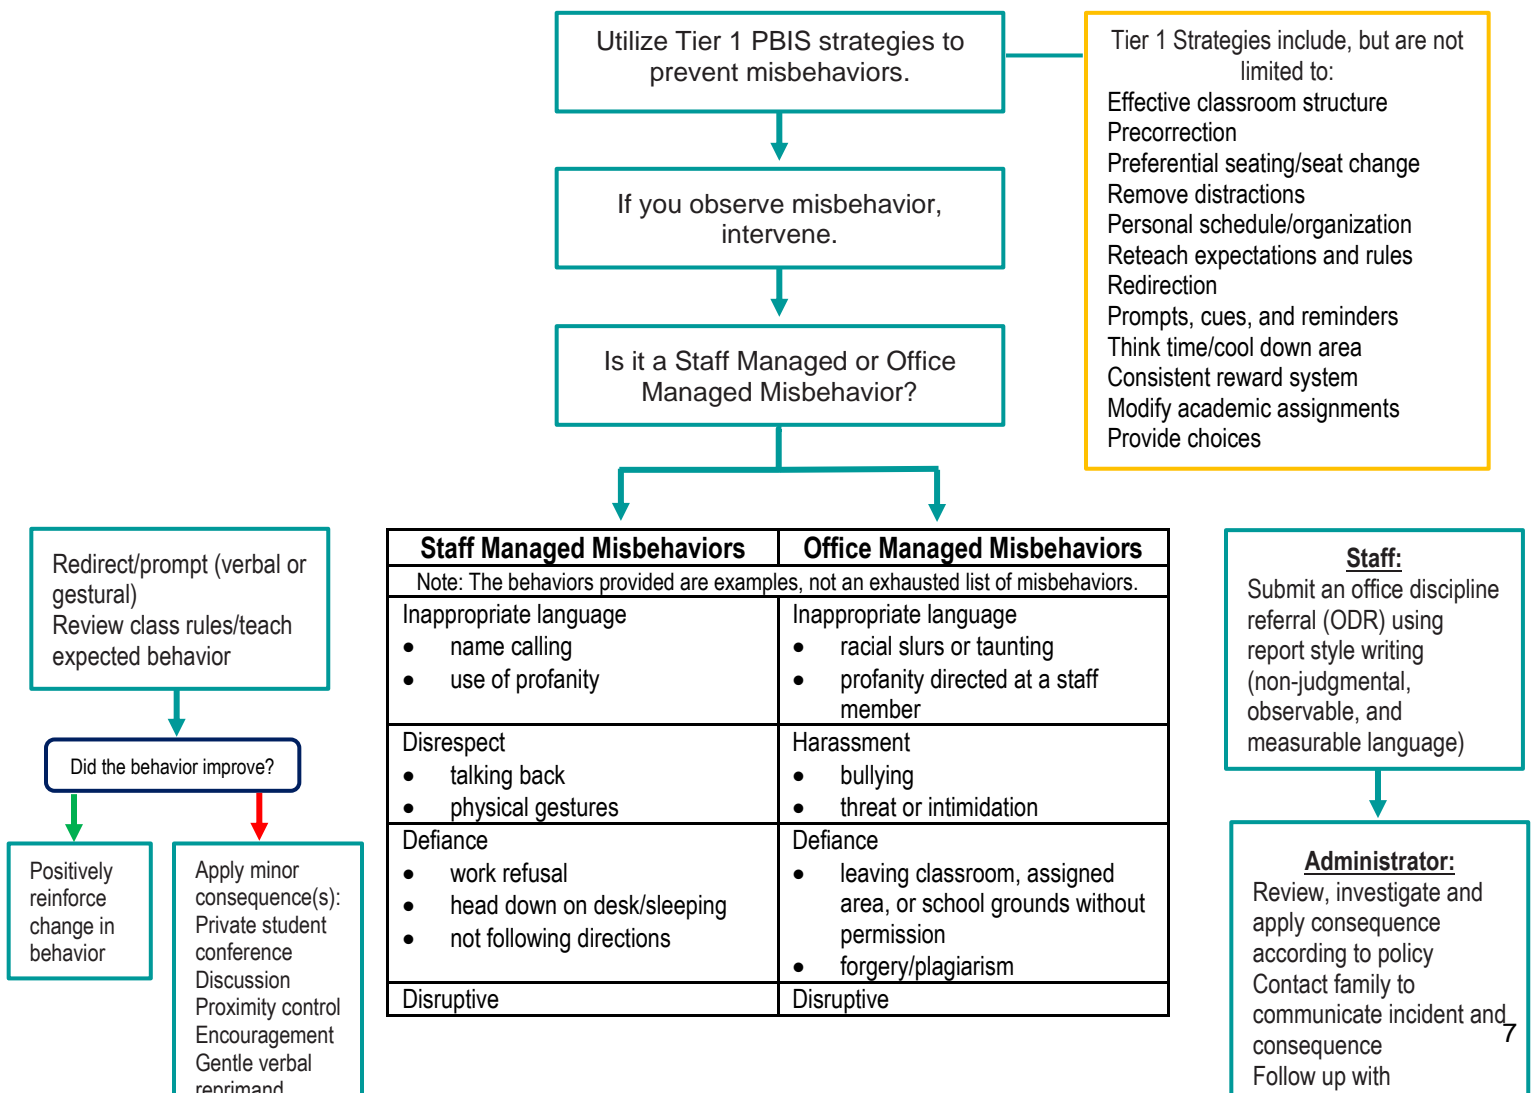 Utilize Tier 1 PBIS strategies to
prevent misbehaviors.
Tier 1 Strategies include, but are not
limited to:
Effective classroom structure
Precorrection
Preferential seating/seat change
Remove distractions
Personal schedule/organization
Reteach expectations and rules
Redirection
Prompts, cues, and reminders
Think time/cool down area
Consistent reward system
Modify academic assignments
Provide choices
If you observe misbehavior,
intervene.
Is it a Staff Managed or Office
Managed Misbehavior?
Redirect/prompt (verbal or
gestural)
Review class rules/teach
expected behavior
Did the behavior improve?
Positively
reinforce
change in
behavior
Apply minor
consequence(s):
Private student
conference
Discussion
Proximity control
Encouragement
Gentle verbal
reprimand
Staff Managed Misbehaviors
Office Managed Misbehaviors
Note: The behaviors provided are examples, not an exhausted list of misbehaviors.
Inappropriate language
• name calling
• use of profanity
Inappropriate language
• racial slurs or taunting
• profanity directed at a staff
member
Disrespect
• talking back
• physical gestures
Harassment
• bullying
• threat or intimidation
Defiance
• work refusal
• head down on desk/sleeping
• not following directions
Defiance
• leaving classroom, assigned
area, or school grounds without
permission
• forgery/plagiarism
Disruptive
Disruptive
Staff:
Submit an office discipline
referral (ODR) using
report style writing
(non-judgmental,
observable, and
measurable language)
Administrator:
Review, investigate and
apply consequence
according to policy
Contact family to
communicate incident and
consequence
Follow up with
7